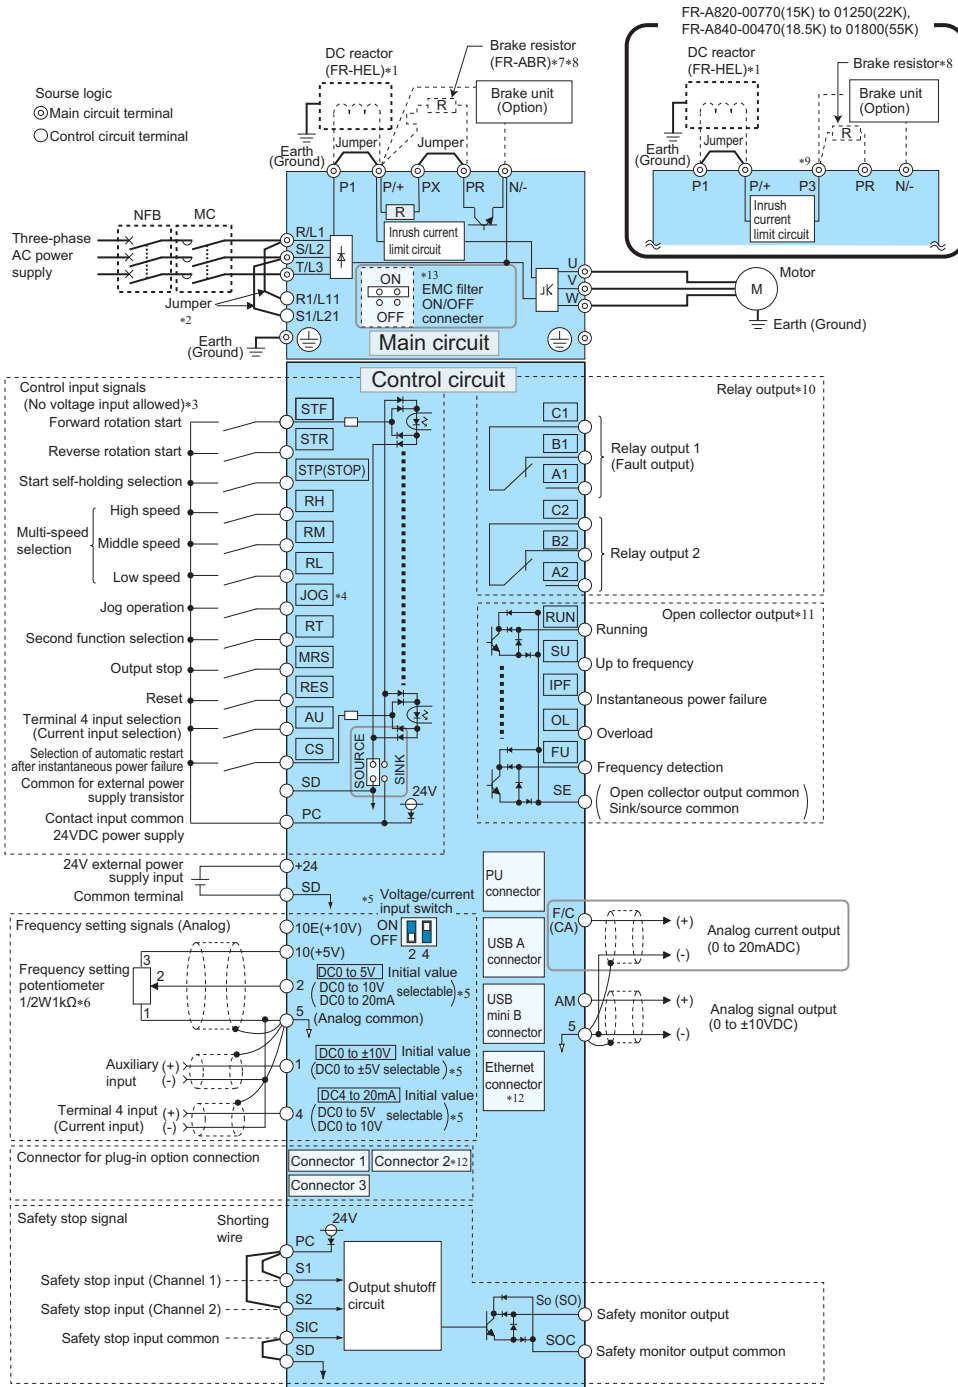 FR-A820-00770(15K) to 01250(22K),
FR-A840-00470(18.5K) to 01800(55K)
DC reactor
(FR-HEL)*1
Brake resistor*8
Brake unit
(Option)
R
Earth
(Ground)
Jumper
*9
P1
P/+
P3
PR
N/-
Inrush
current
limit circuit
Sourse logic
Main circuit terminal
Control circuit terminal
DC reactor
(FR-HEL)*1
Brake resistor
(FR-ABR)*7*8
Brake unit
(Option)
R
Earth
(Ground)
Jumper
Jumper
P1
P/+
PX
PR
N/-
R
Inrush current
limit circuit
NFB
MC
Three-phase
AC power
supply
R/L1
S/L2
T/L3
R1/L11
S1/L21
Jumper
*2
Earth
(Ground)
ON
OFF
*13
EMC filter
ON/OFF
connecter
U
V
W
Motor
M
Earth (Ground)
Main circuit
Control circuit
Control input signals
(No voltage input allowed)*3
Forward rotation start
STF
Reverse rotation start
STR
Start self-holding selection
STP(STOP)
Multi-speed
selection
High speed
RH
Middle speed
RM
Low speed
RL
Jog operation
JOG *4
Second function selection
RT
Output stop
MRS
Reset
RES
Terminal 4 input selection
(Current input selection)
AU
Selection of automatic restart
after instantaneous power failure
CS
Common for external power
supply transistor
SD
Contact input common
24VDC power supply
PC
SOURCE
SINK
24V
Relay output*10
C1
B1
A1
Relay output 1
(Fault output)
C2
B2
A2
Relay output 2
Open collector output*11
RUN
Running
SU
Up to frequency
IPF
Instantaneous power failure
OL
Overload
FU
Frequency detection
SE
Open collector output common
Sink/source common
24V external power
supply input
+24
Common terminal
SD
Frequency setting signals (Analog)
*5 Voltage/current
input switch
ON
OFF
2 4
10E(+10V)
10(+5V)
Frequency setting
potentiometer
1/2W1kΩ*6
3
2
1
2
DC0 to 5V Initial value
(DC0 to 10V
DC0 to 20mA selectable)*5
5
(Analog common)
Auxiliary (+)
input (-)
1
DC0 to ±10V Initial value
(DC0 to ±5V selectable)*5
Terminal 4 input (+)
(Current input) (-)
4
DC4 to 20mA Initial value
(DC0 to 5V
DC0 to 10V selectable)*5
PU
connector
USB A
connector
USB
mini B
connector
Ethernet
connector
*12
F/C
(CA)
(+)
(-)
Analog current output
(0 to 20mADC)
AM
5
(+)
(-)
Analog signal output
(0 to ±10VDC)
Connector for plug-in option connection
Connector 1
Connector 2*12
Connector 3
Safety stop signal
Shorting
wire
24V
PC
Safety stop input (Channel 1)
S1
Safety stop input (Channel 2)
S2
Safety stop input common
SIC
SD
Output shutoff
circuit
So (SO)
Safety monitor output
SOC
Safety monitor output common